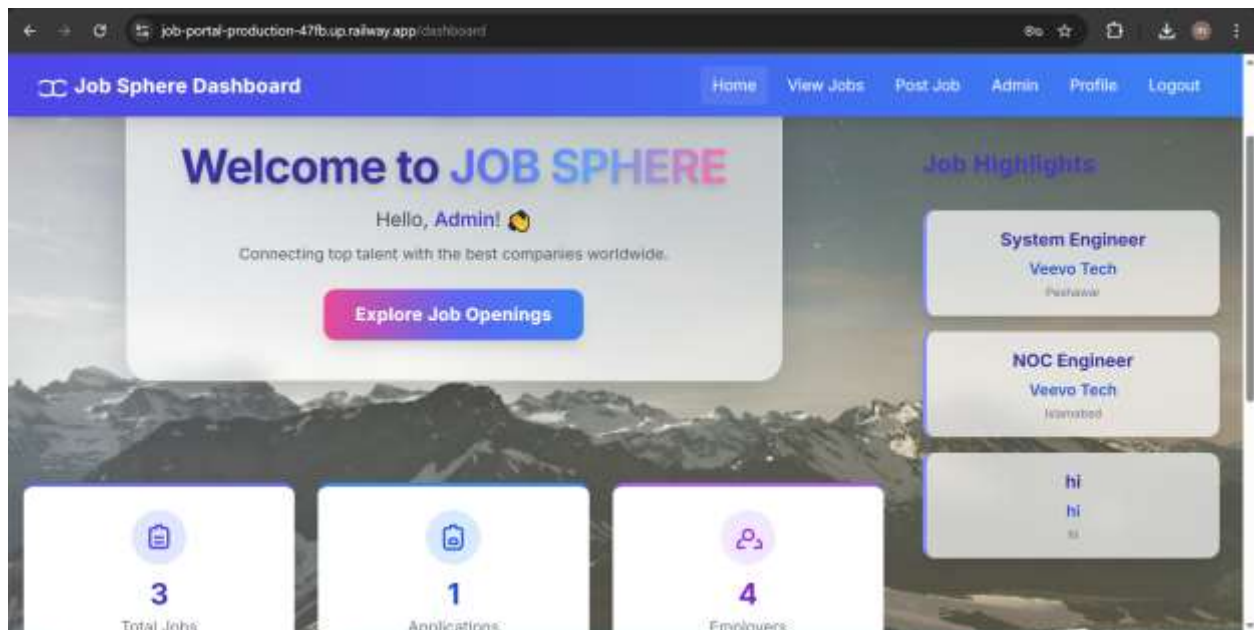 job-portal-production-47fb.up.railway.app/dashboard
Job Sphere Dashboard
Home
View Jobs
Post Job
Admin
Profile
Logout
Welcome to JOB SPHERE
Hello, Admin!
Connecting top talent with the best companies worldwide.
Explore Job Openings
Job Highlights
System Engineer
Veevo Tech
Peshawar
NOC Engineer
Veevo Tech
Islamabad
hi
hi
hi
3
Total Jobs
1
Applications
4
Employers